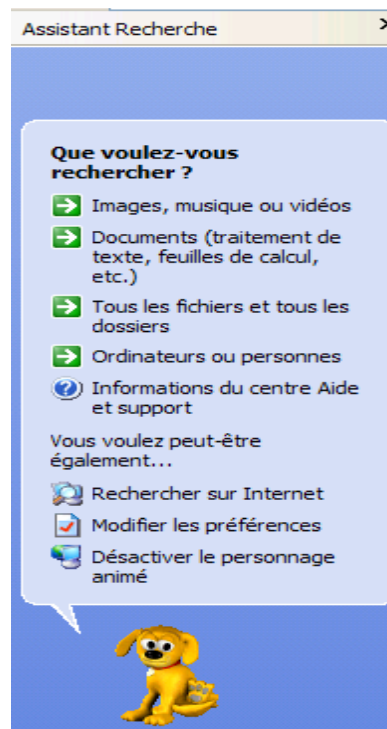 Assistant Recherche
Que voulez-vous
rechercher ?
Images, musique ou vidéos
Documents (traitement de
texte, feuilles de calcul,
etc.)
Tous les fichiers et tous les
dossiers
Ordinateurs ou personnes
Informations du centre Aide
et support
Vous voulez peut-être
également...
Rechercher sur Internet
Modifier les préférences
Désactiver le personnage
animé